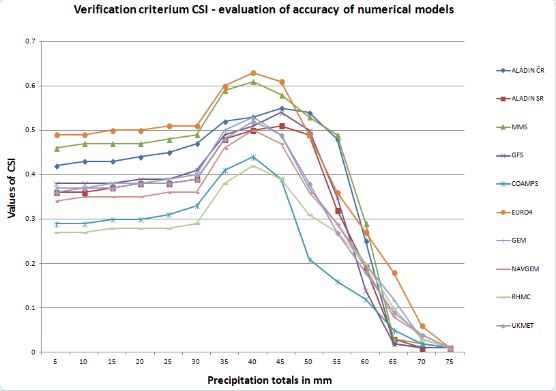 Verification criterium CSI - evaluation of accuracy of numerical models
Values of CSI
0.7
0.6
0.5
0.4
0.3
0.2
0.1
0
5 10 15 20 25 30 35 40 45 50 55 60 65 70 75
Precipitation totals in mm
ALADIN ČR
ALADIN SR
MM5
GFS
COAMPS
EURO4
GEM
NAVGEM
RHMC
UKMET